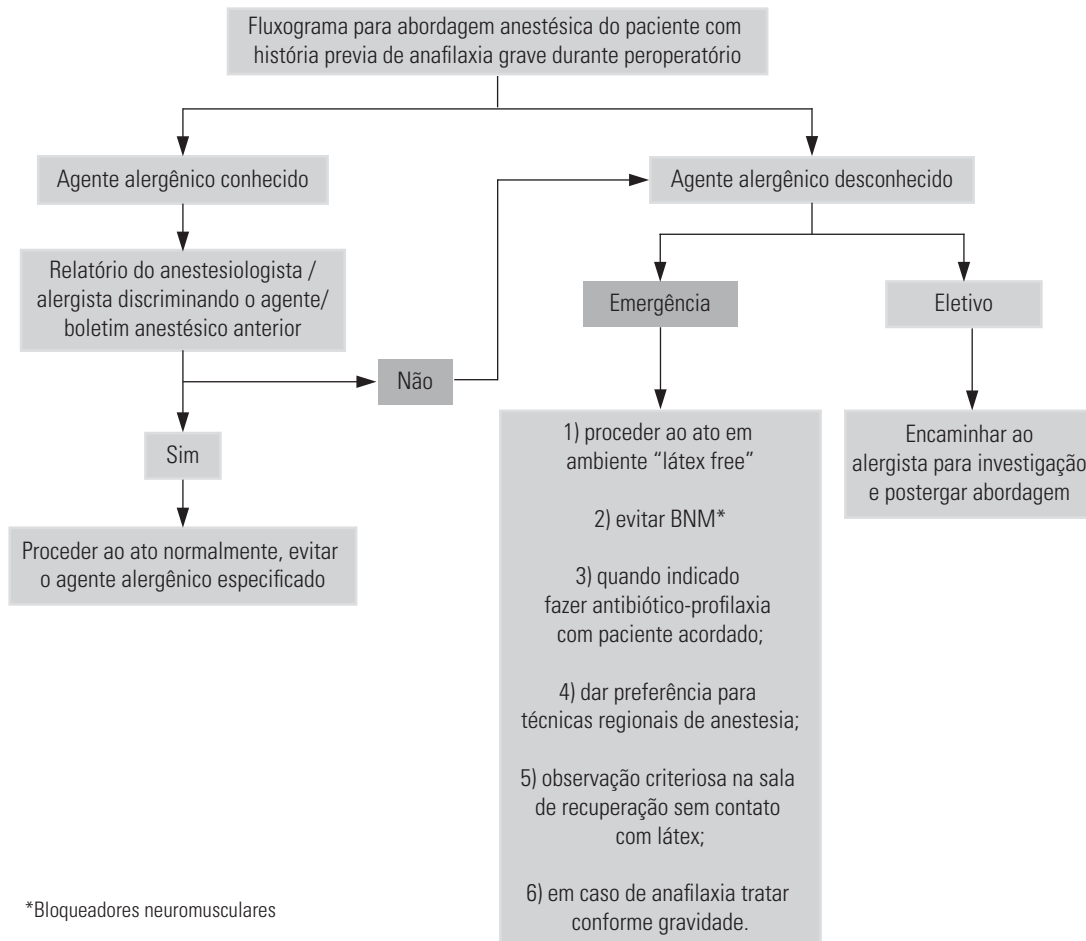 Fluxograma para abordagem anestésica do paciente com
história previa de anafilaxia grave durante peroperatório
Agente alergênico conhecido
Agente alergênico desconhecido
Relatório do anestesiologista /
alergista discriminando o agente/
boletim anestésico anterior
Emergência
Eletivo
Não
Sim
Proceder ao ato normalmente, evitar
o agente alergênico especificado
1) proceder ao ato em
ambiente “látex free”
2) evitar BNM*
3) quando indicado
fazer antibiótico-profilaxia
com paciente acordado;
4) dar preferência para
técnicas regionais de anestesia;
5) observação criteriosa na sala
de recuperação sem contato
com látex;
6) em caso de anafilaxia tratar
conforme gravidade.
Encaminhar ao
alergista para investigação
e postergar abordagem
*Bloqueadores neuromusculares